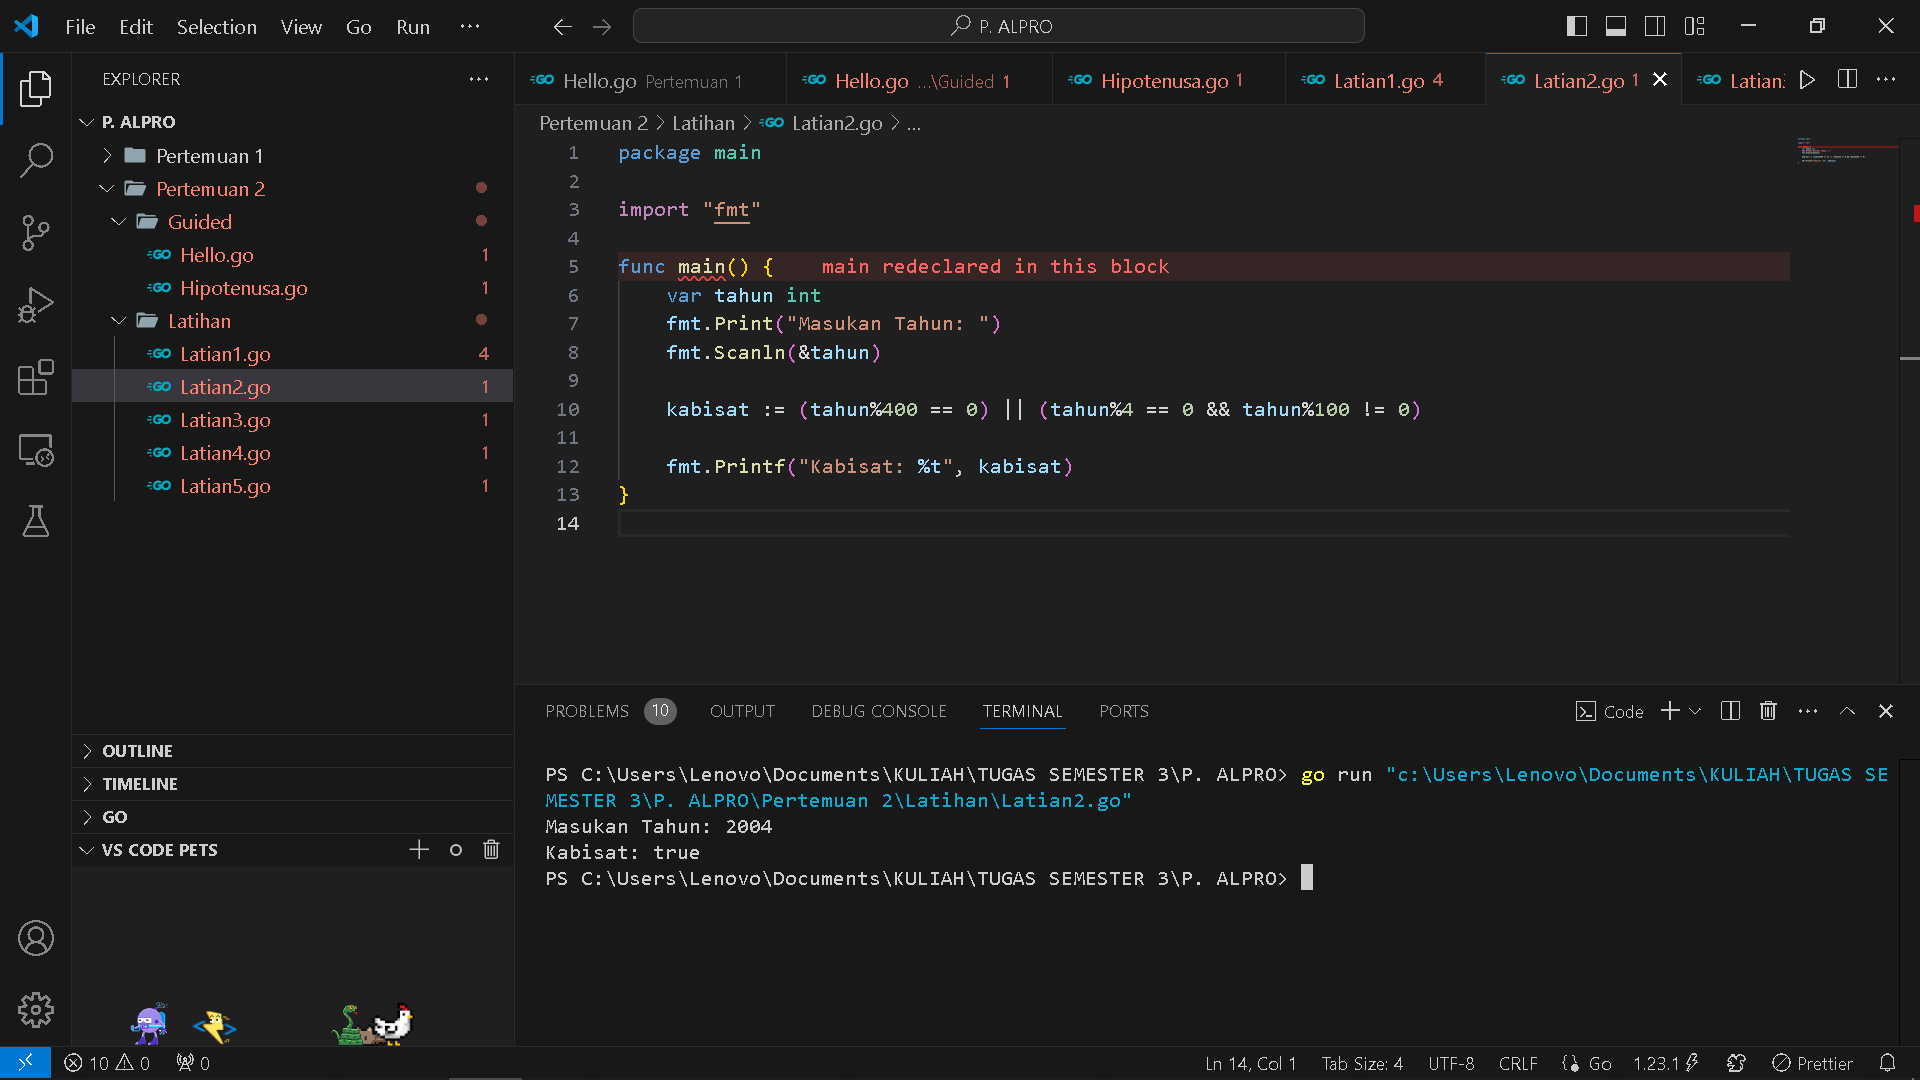 File Edit Selection View Go Run ...
P. ALPRO
EXPLORER
P. ALPRO
Pertemuan 1
Pertemuan 2
Guided
Hello.go 1
Hipotenusa.go 1
Latihan
Latian1.go 4
Latian2.go 1
Latian3.go 1
Latian4.go 1
Latian5.go 1
OUTLINE
TIMELINE
GO
VS CODE PETS
Hello.go Pertemuan 1
Hello.go ...\Guided 1
Hipotenusa.go 1
Latian1.go 4
Latian2.go 1
Latian
Pertemuan 2 > Latihan > Latian2.go > ...
1 package main
2
3 import "fmt"
4
5 func main() { main redeclared in this block
6 var tahun int
7 fmt.Print("Masukan Tahun: ")
8 fmt.Scanln(&tahun)
9
10 kabisat := (tahun%400 == 0) || (tahun%4 == 0 && tahun%100 != 0)
11
12 fmt.Printf("Kabisat: %t", kabisat)
13 }
14
PROBLEMS 10 OUTPUT DEBUG CONSOLE TERMINAL PORTS
Code
PS C:\Users\Lenovo\Documents\KULIAH\TUGAS SEMESTER 3\P. ALPRO> go run "c:\Users\Lenovo\Documents\KULIAH\TUGAS SE
MESTER 3\P. ALPRO\Pertemuan 2\Latihan\Latian2.go"
Masukan Tahun: 2004
Kabisat: true
PS C:\Users\Lenovo\Documents\KULIAH\TUGAS SEMESTER 3\P. ALPRO>
10 0 0
Ln 14, Col 1 Tab Size: 4 UTF-8 CRLF Go 1.23.1 Prettier